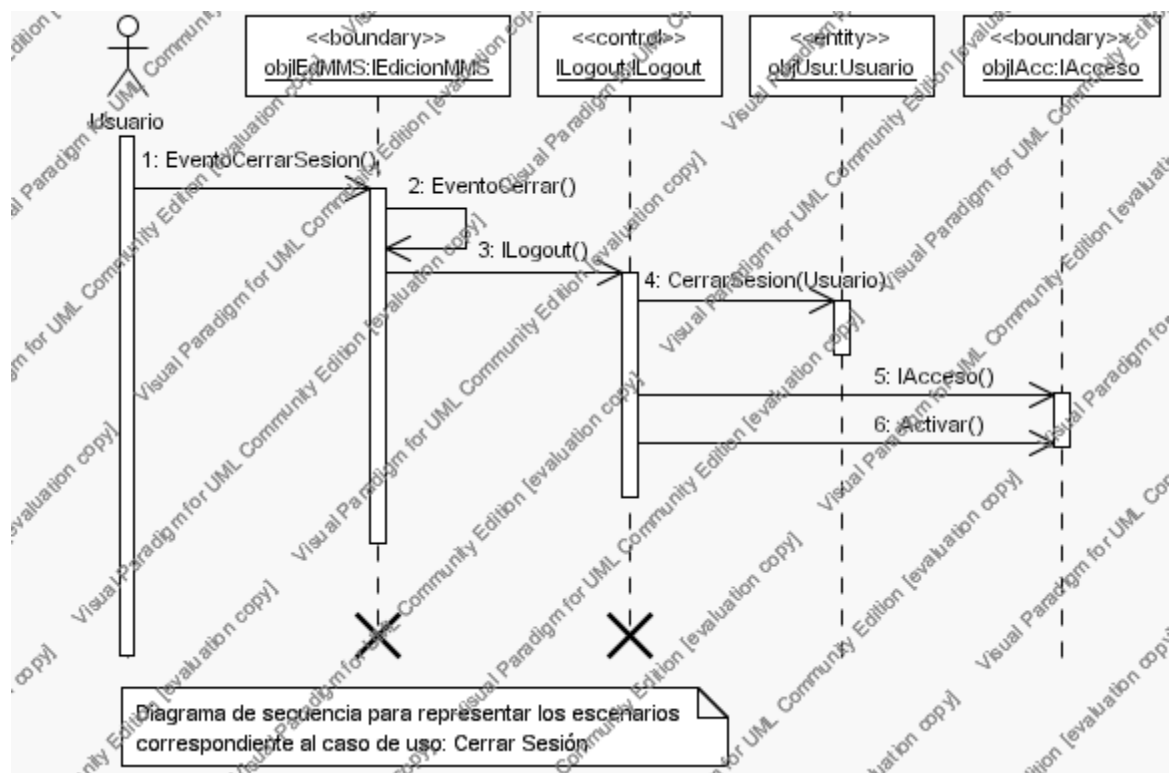 <<boundary>>
objIEdMMS:IEdicionMMS
<<control>>
ILogout:ILogout
<<entity>>
objUsu:Usuario
<<boundary>>
objIAcc:IAcceso
Usuario
1: EventoCerrarSesion()
2: EventoCerrar()
3: ILogout()
4: CerrarSesion(Usuario)
5: IAcceso()
6: Activar()
Diagrama de secuencia para representar los escenarios
correspondiente al caso de uso: Cerrar Sesión
Visual Paradigm for UML Community Edition [evaluation copy]